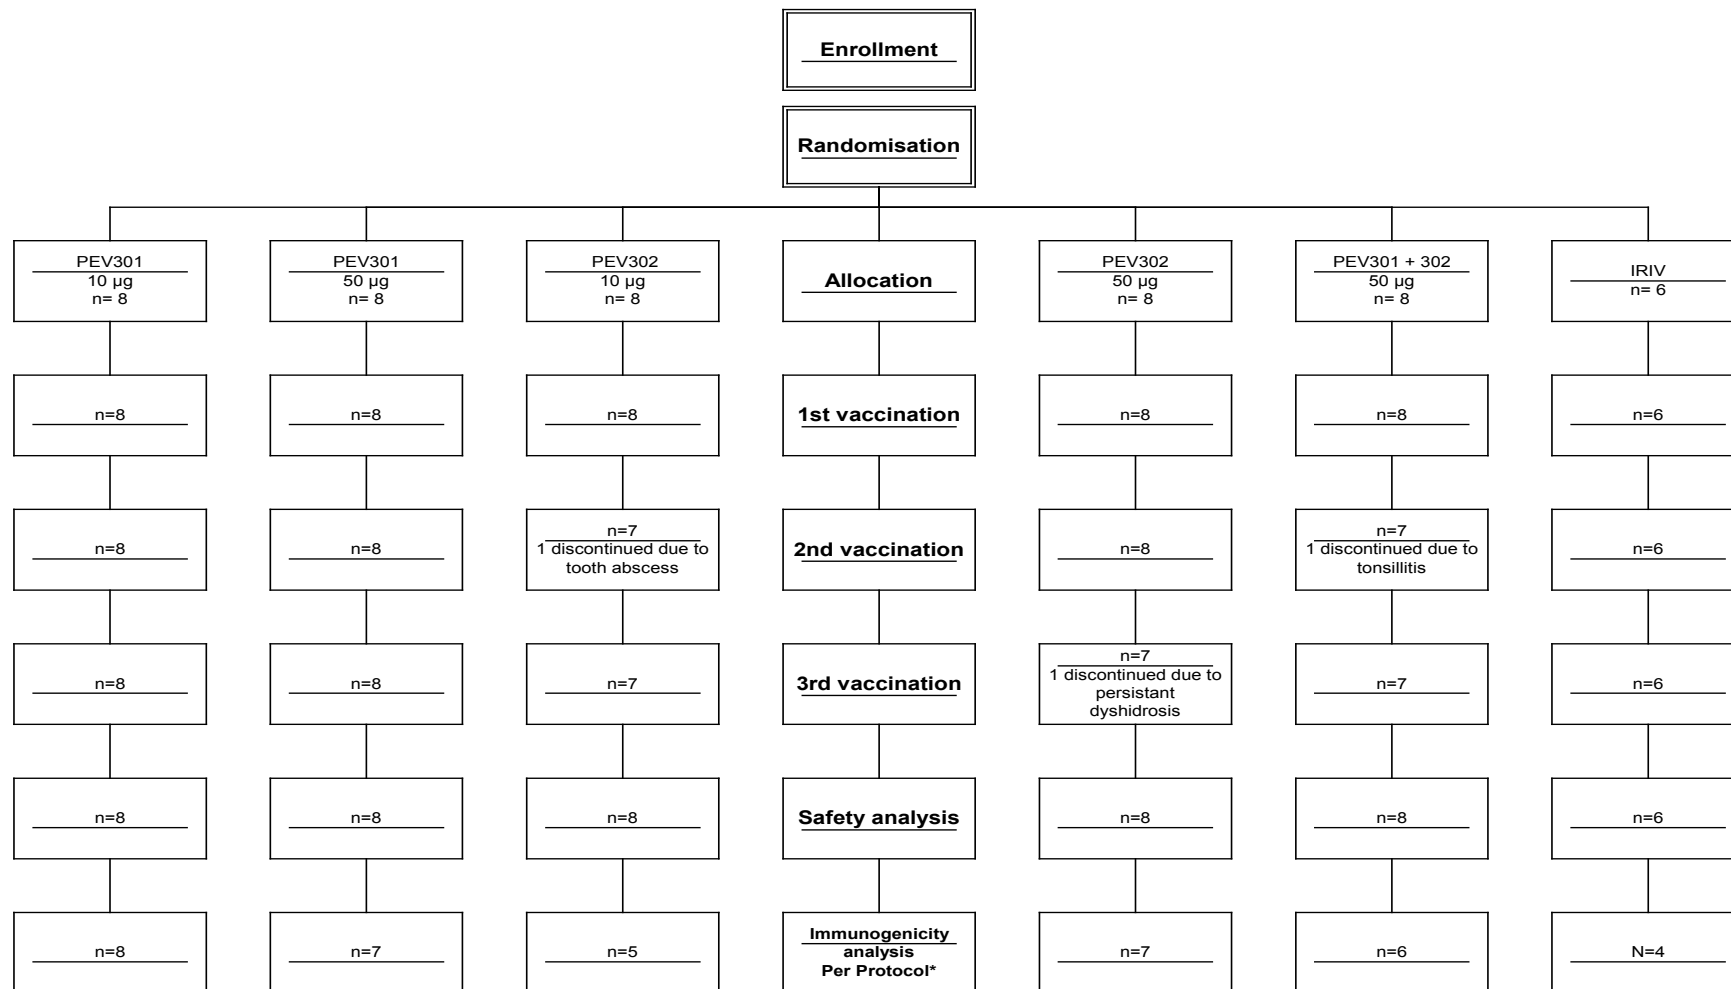 Enrollment
Randomisation
PEV301
10 µg
n= 8
PEV301
50 µg
n= 8
PEV302
10 µg
n= 8
Allocation
PEV302
50 µg
n= 8
PEV301 + 302
50 µg
n= 8
IRIV
n= 6
n=8
n=8
n=8
1st vaccination
n=8
n=8
n=6
n=8
n=8
n=7
1 discontinued due to
tooth abscess
2nd vaccination
n=8
n=7
1 discontinued due to
tonsillitis
n=6
n=8
n=8
n=7
3rd vaccination
n=7
1 discontinued due to
persistant
dyshidrosis
n=7
n=6
n=8
n=8
n=8
Safety analysis
n=8
n=8
n=6
n=8
n=7
n=5
Immunogenicity
analysis
Per Protocol*
n=7
n=6
N=4